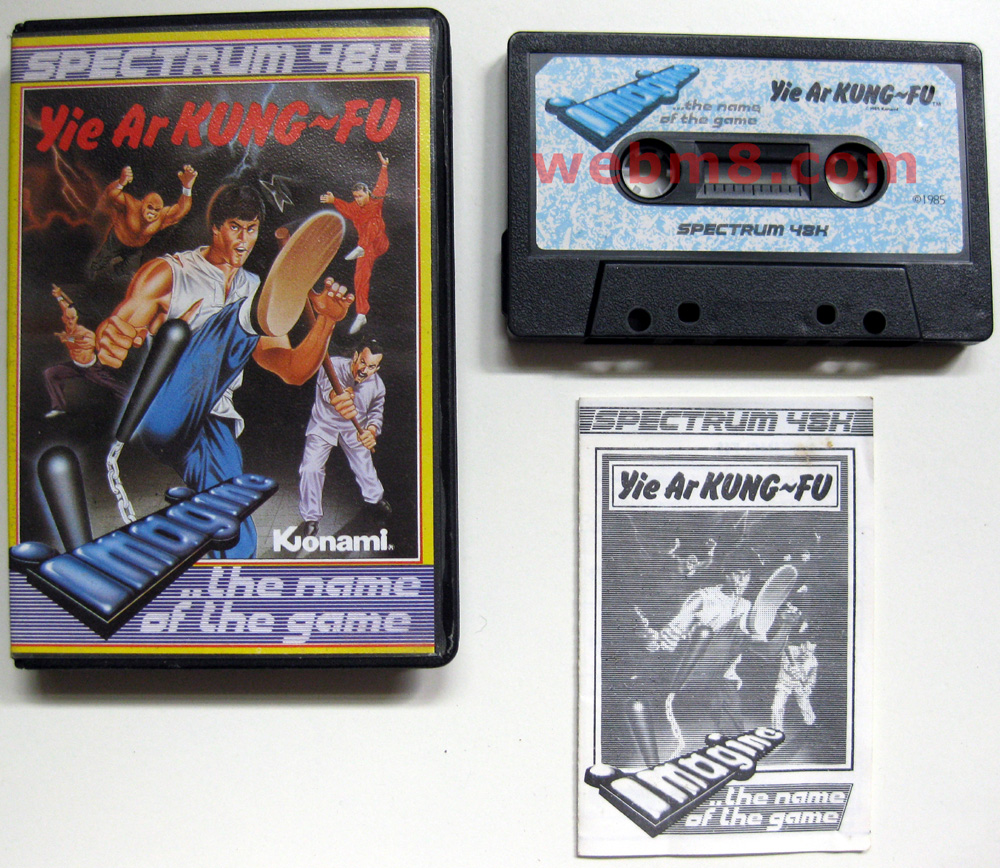 SPECTRUM 48K
Yie Ar KUNG~FU
Konami
imagine
...the name
of the game
imagine
...the name
of the game
Yie Ar KUNG~FU
webm8.com
©1985
SPECTRUM 48K
SPECTRUM 48K
Yie Ar KUNG~FU
imagine
...the name
of the game